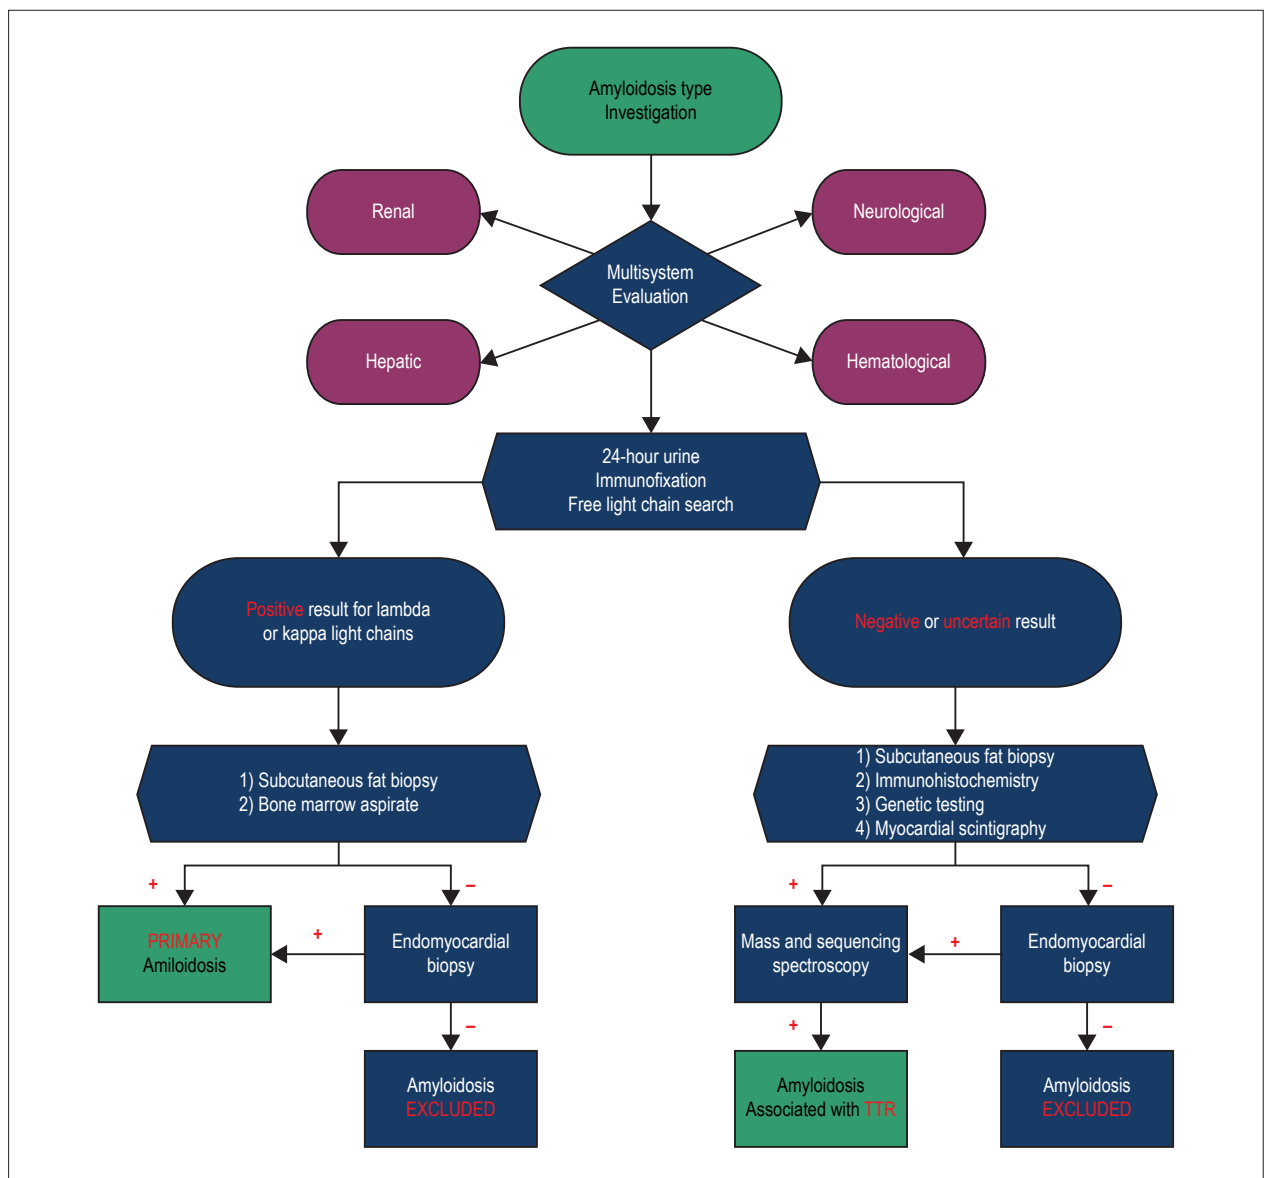 Amyloidosis type
Investigation
Renal
Neurological
Multisystem
Evaluation
Hepatic
Hematological
24-hour urine
Immunofixation
Free light chain search
Positive result for lambda
or kappa light chains
Negative or uncertain result
1) Subcutaneous fat biopsy
2) Bone marrow aspirate
1) Subcutaneous fat biopsy
2) Immunohistochemistry
3) Genetic testing
4) Myocardial scintigraphy
+
–
+
–
PRIMARY
Amiloidosis
+
Endomyocardial
biopsy
Mass and sequencing
spectroscopy
+
Endomyocardial
biopsy
–
+
–
Amyloidosis
EXCLUDED
Amyloidosis
Associated with TTR
Amyloidosis
EXCLUDED